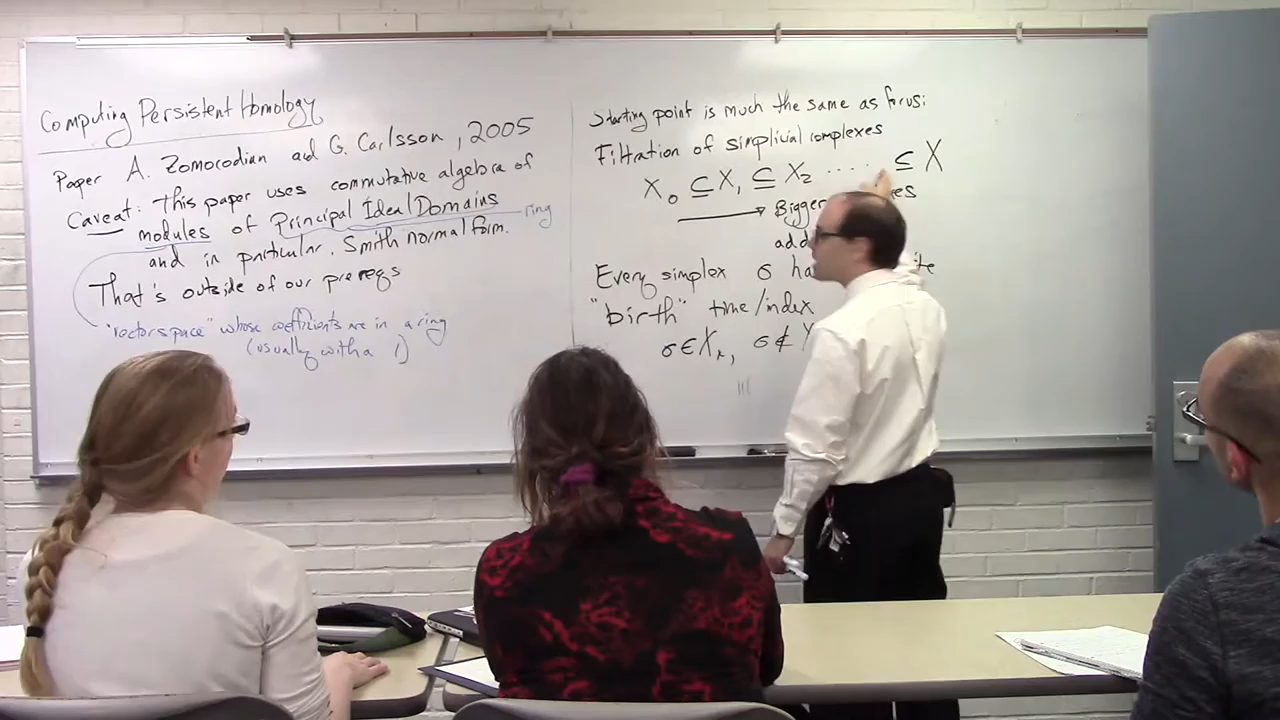 Computing Persistent Homology
Paper A. Zomorodian and G. Carlsson, 2005
Caveat: This paper uses commutative algebra of
modules of Principal Ideal Domains
ring
and in particular, Smith normal form.
That's outside of our prereqs
"vectorspace" whose coefficients are in a ring
(usually with a 1)
Starting point is much the same as for us:
Filtration of simplicial complexes
X₀ ⊆ X₁ ⊆ X₂ ..... ⊆ X
Bigger
add
Every simplex σ ha
"birth" time/index
σ ∈ Xₖ, σ ∉